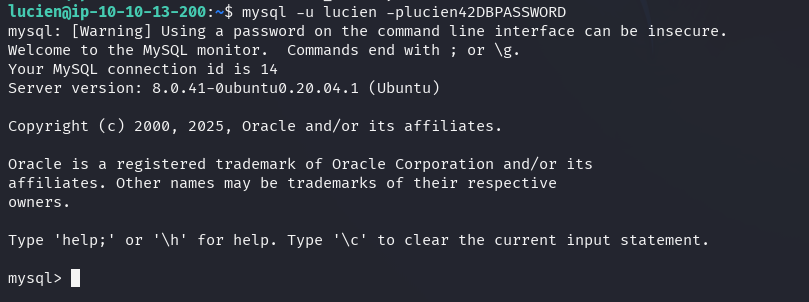 lucien@ip-10-10-13-200:~$ mysql -u lucien -plucien42DBPASSWORD
mysql: [Warning] Using a password on the command line interface can be insecure.
Welcome to the MySQL monitor.  Commands end with ; or \g.
Your MySQL connection id is 14
Server version: 8.0.41-0ubuntu0.20.04.1 (Ubuntu)
Copyright (c) 2000, 2025, Oracle and/or its affiliates.
Oracle is a registered trademark of Oracle Corporation and/or its
affiliates. Other names may be trademarks of their respective
owners.
Type 'help;' or '\h' for help. Type '\c' to clear the current input statement.
mysql>